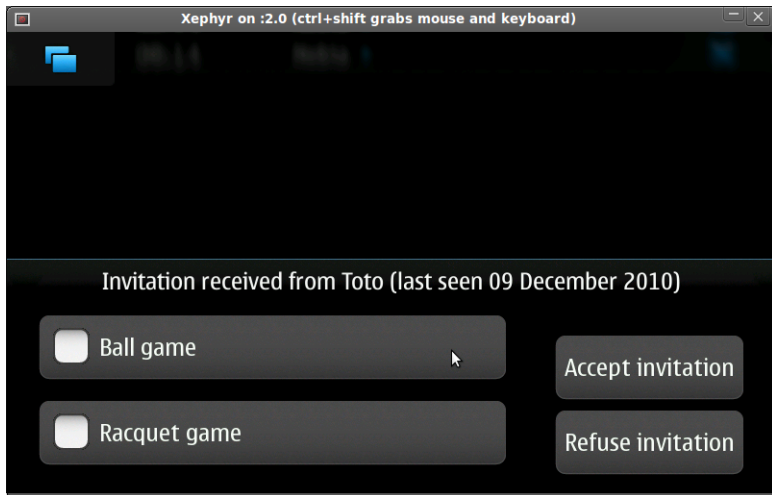 Xephyr on :2.0 (ctrl+shift grabs mouse and keyboard)
Invitation received from Toto (last seen 09 December 2010)
Ball game
Accept invitation
Racquet game
Refuse invitation